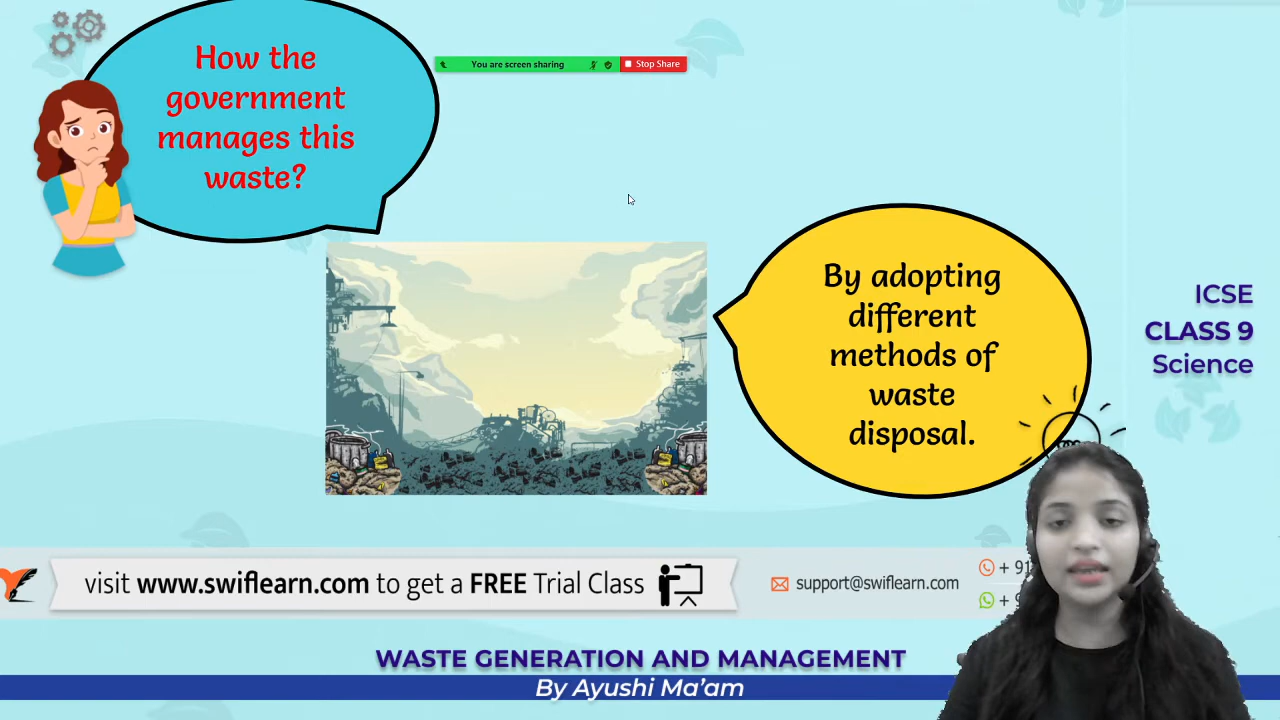 How the
government
manages this
waste?
You are screen sharing
Stop Share
By adopting
different
methods of
waste
disposal.
ICSE
CLASS 9
Science
visit www.swiflearn.com to get a FREE Trial Class
support@swiflearn.com
+ 91
+ 9
WASTE GENERATION AND MANAGEMENT
By Ayushi Ma'am